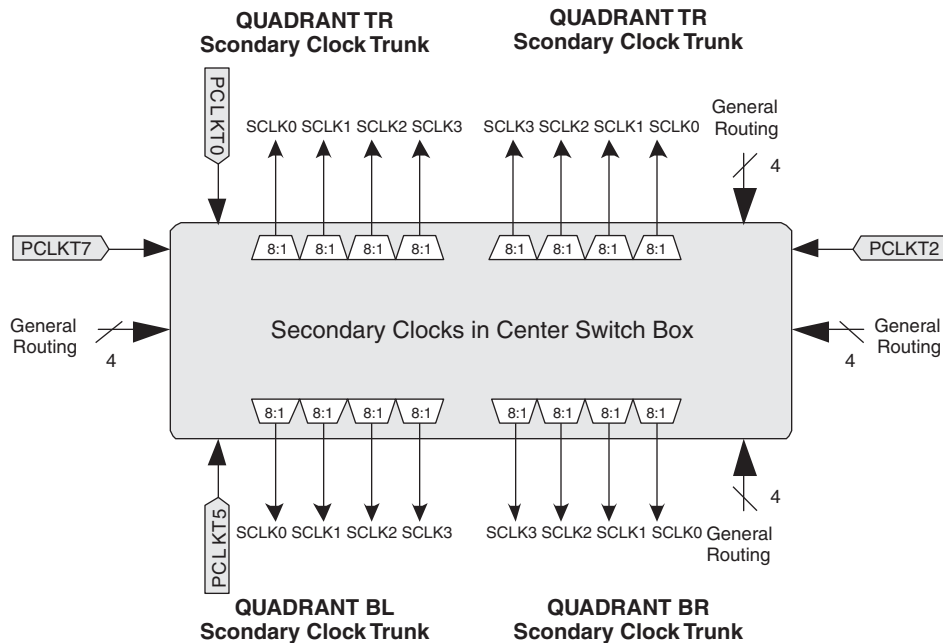 QUADRANT TR
Scondary Clock Trunk
QUADRANT TR
Scondary Clock Trunk
PCLKT0
SCLK0 SCLK1 SCLK2 SCLK3
SCLK3 SCLK2 SCLK1 SCLK0
General
Routing
4
PCLKT7
8:1 8:1 8:1 8:1
8:1 8:1 8:1 8:1
PCLKT2
General
Routing
4
Secondary Clocks in Center Switch Box
General
Routing
4
8:1 8:1 8:1 8:1
8:1 8:1 8:1 8:1
PCLKT5
SCLK0 SCLK1 SCLK2 SCLK3
SCLK3 SCLK2 SCLK1 SCLK0
4
General
Routing
QUADRANT BL
Scondary Clock Trunk
QUADRANT BR
Scondary Clock Trunk